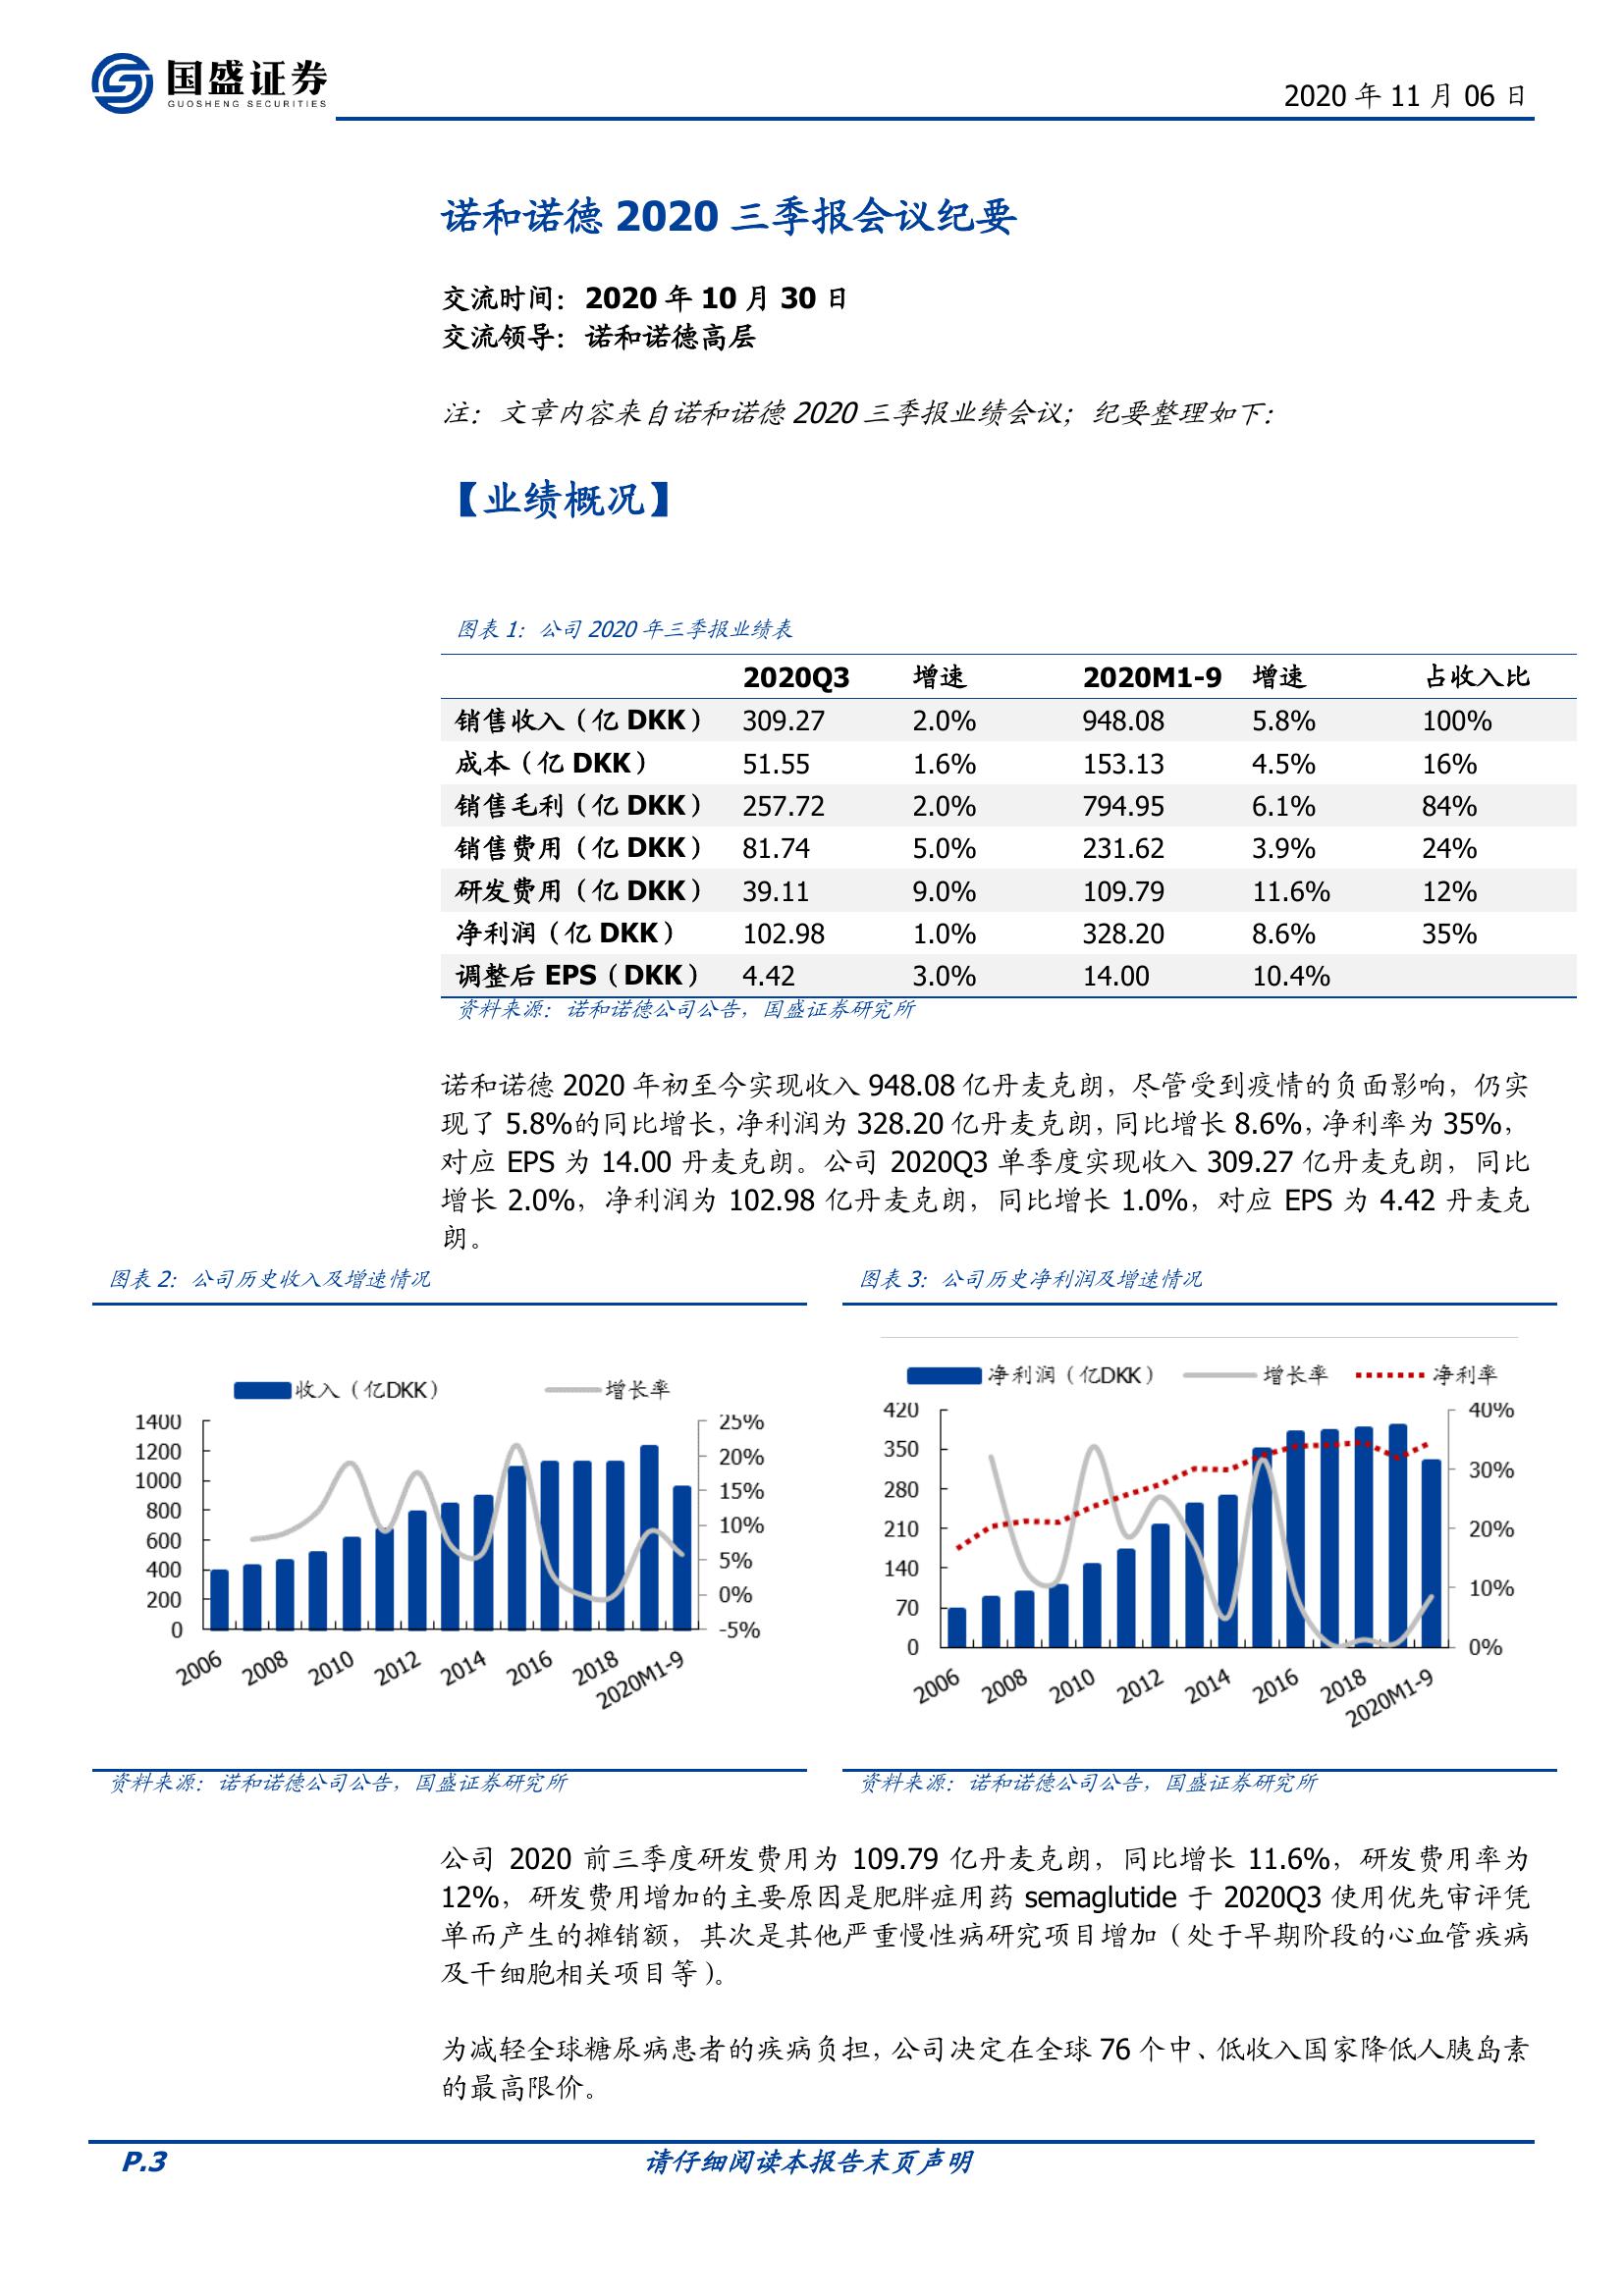 国盛证券
GUOSHENG SECURITIES
2020 年 11 月 06 日
诺和诺德 2020 三季报会议纪要
交流时间：2020 年 10 月 30 日
交流领导：诺和诺德高层
注：文章内容来自诺和诺德 2020 三季报业绩会议；纪要整理如下：
【业绩概况】
图表 1：公司 2020 年三季报业绩表
2020Q3 增速 2020M1-9 增速 占收入比
销售收入（亿 DKK） 309.27 2.0% 948.08 5.8% 100%
成本（亿 DKK） 51.55 1.6% 153.13 4.5% 16%
销售毛利（亿 DKK） 257.72 2.0% 794.95 6.1% 84%
销售费用（亿 DKK） 81.74 5.0% 231.62 3.9% 24%
研发费用（亿 DKK） 39.11 9.0% 109.79 11.6% 12%
净利润（亿 DKK） 102.98 1.0% 328.20 8.6% 35%
调整后 EPS（DKK） 4.42 3.0% 14.00 10.4%
资料来源：诺和诺德公司公告，国盛证券研究所
诺和诺德 2020 年初至今实现收入 948.08 亿丹麦克朗，尽管受到疫情的负面影响，仍实
现了 5.8%的同比增长，净利润为 328.20 亿丹麦克朗，同比增长 8.6%，净利率为 35%，
对应 EPS 为 14.00 丹麦克朗。公司 2020Q3 单季度实现收入 309.27 亿丹麦克朗，同比
增长 2.0%，净利润为 102.98 亿丹麦克朗，同比增长 1.0%，对应 EPS 为 4.42 丹麦克
朗。
图表 2：公司历史收入及增速情况
收入（亿DKK） 增长率
1400 25%
1200 20%
1000 15%
800 10%
600 5%
400 0%
200 -5%
0
2006 2008 2010 2012 2014 2016 2018 2020M1-9
资料来源：诺和诺德公司公告，国盛证券研究所
图表 3：公司历史净利润及增速情况
净利润（亿DKK） 增长率 净利率
420 40%
350 30%
280 20%
210 10%
140 0%
70
0
2006 2008 2010 2012 2014 2016 2018 2020M1-9
资料来源：诺和诺德公司公告，国盛证券研究所
公司 2020 前三季度研发费用为 109.79 亿丹麦克朗，同比增长 11.6%，研发费用率为
12%，研发费用增加的主要原因是肥胖症用药 semaglutide 于 2020Q3 使用优先审评凭
单而产生的摊销额，其次是其他严重慢性病研究项目增加（处于早期阶段的心血管疾病
及干细胞相关项目等）。
为减轻全球糖尿病患者的疾病负担，公司决定在全球 76 个中、低收入国家降低人胰岛素
的最高限价。
P.3 请仔细阅读本报告末页声明